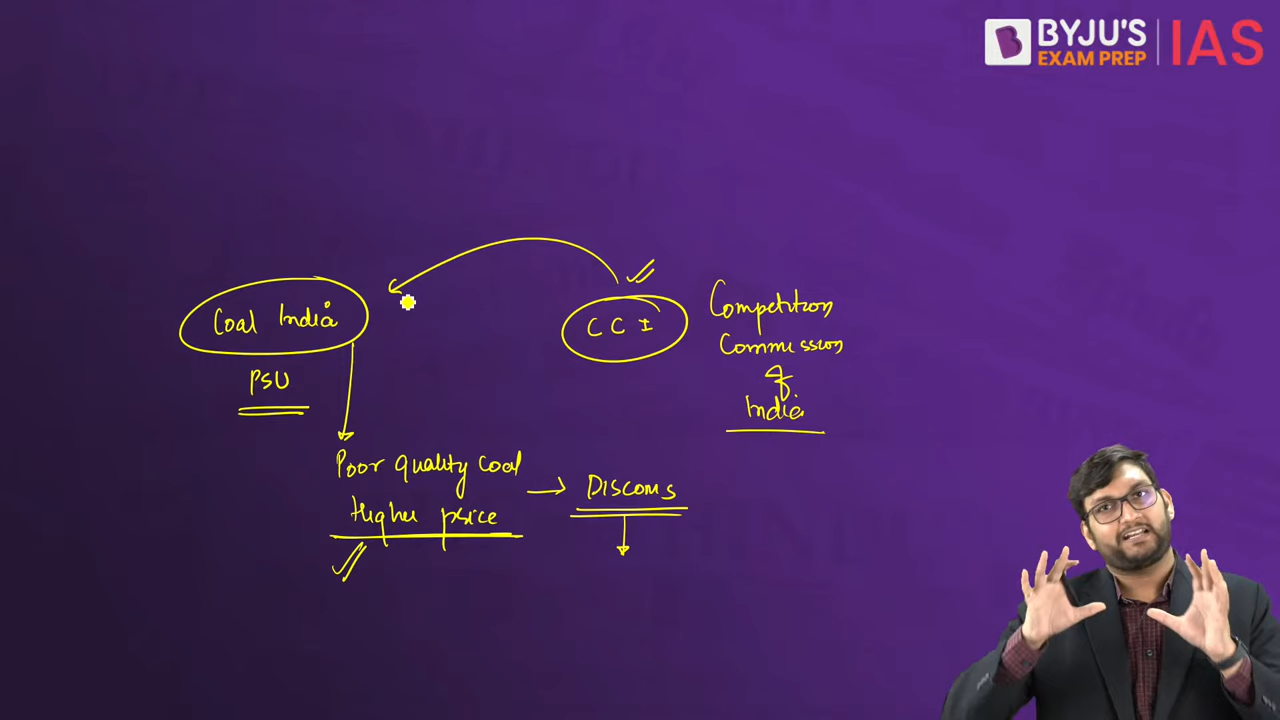 BYJU'S
EXAM PREP
IAS
Coal India
PSU
CCI
Competition
Commission
of
India
Poor quality coal
Higher price
Discoms